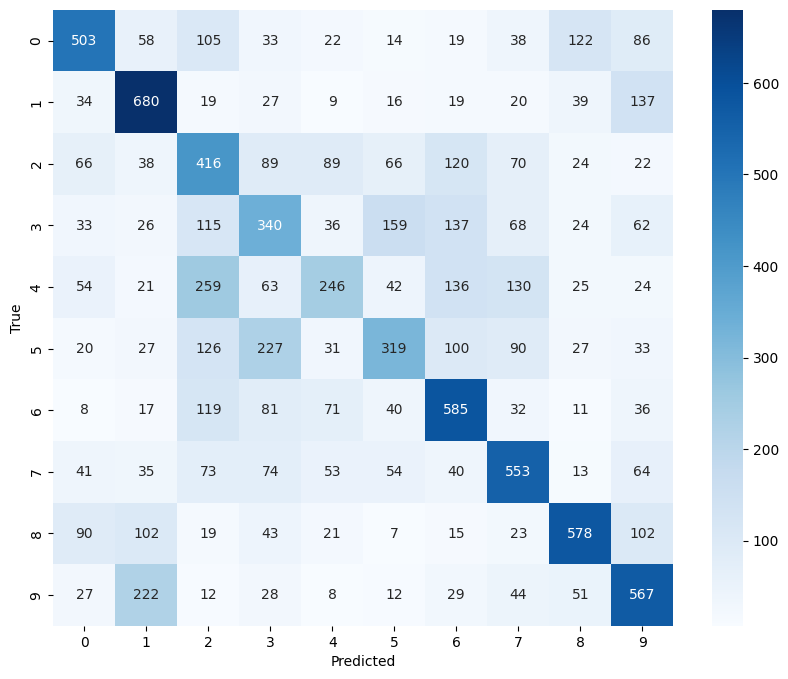 0 503 58 105 33 22 14 19 38 122 86
1 34 680 19 27 9 16 19 20 39 137
2 66 38 416 89 89 66 120 70 24 22
3 33 26 115 340 36 159 137 68 24 62
4 54 21 259 63 246 42 136 130 25 24
5 20 27 126 227 31 319 100 90 27 33
6 8 17 119 81 71 40 585 32 11 36
7 41 35 73 74 53 54 40 553 13 64
8 90 102 19 43 21 7 15 23 578 102
9 27 222 12 28 8 12 29 44 51 567
0 1 2 3 4 5 6 7 8 9
Predicted
True
600
500
400
300
200
100